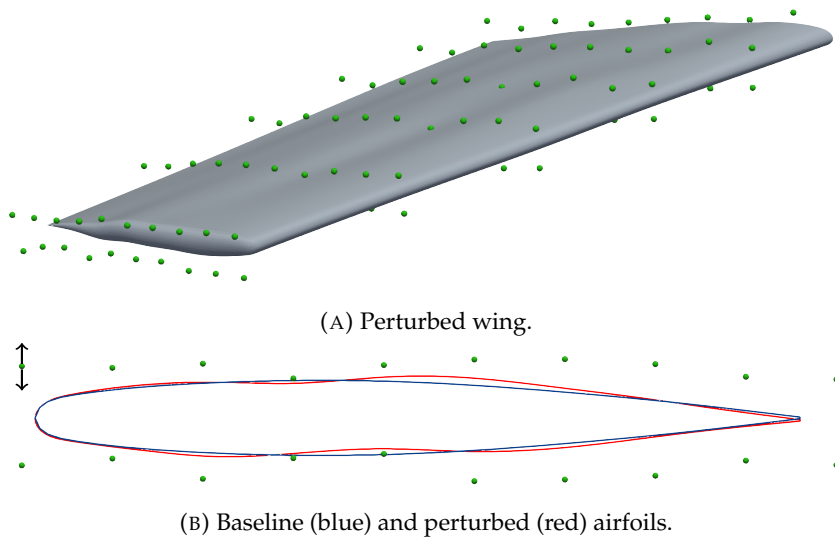 (A) Perturbed wing.
(B) Baseline (blue) and perturbed (red) airfoils.